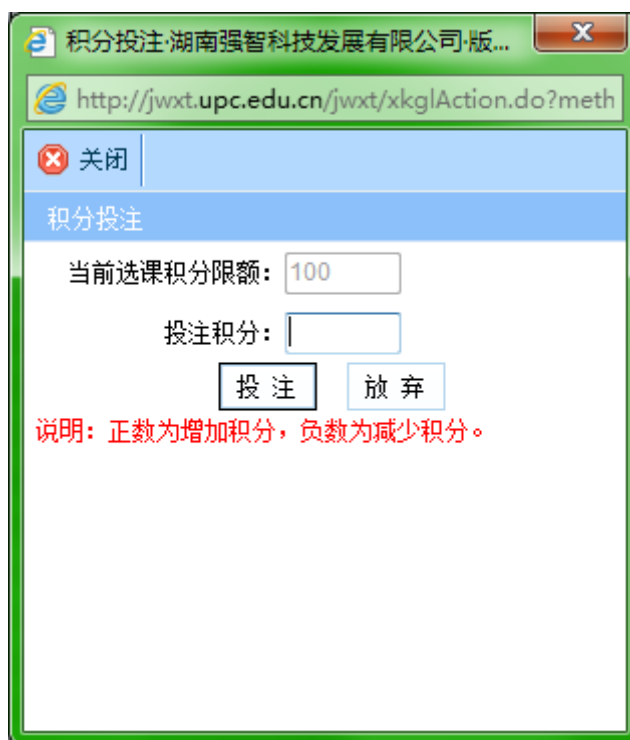 积分投注·湖南强智科技发展有限公司·版...
http://jwxt.upc.edu.cn/jwxt/xkglAction.do?meth
关闭
积分投注
当前选课积分限额: 100
投注积分:
投 注 放 弃
说明: 正数为增加积分, 负数为减少积分。